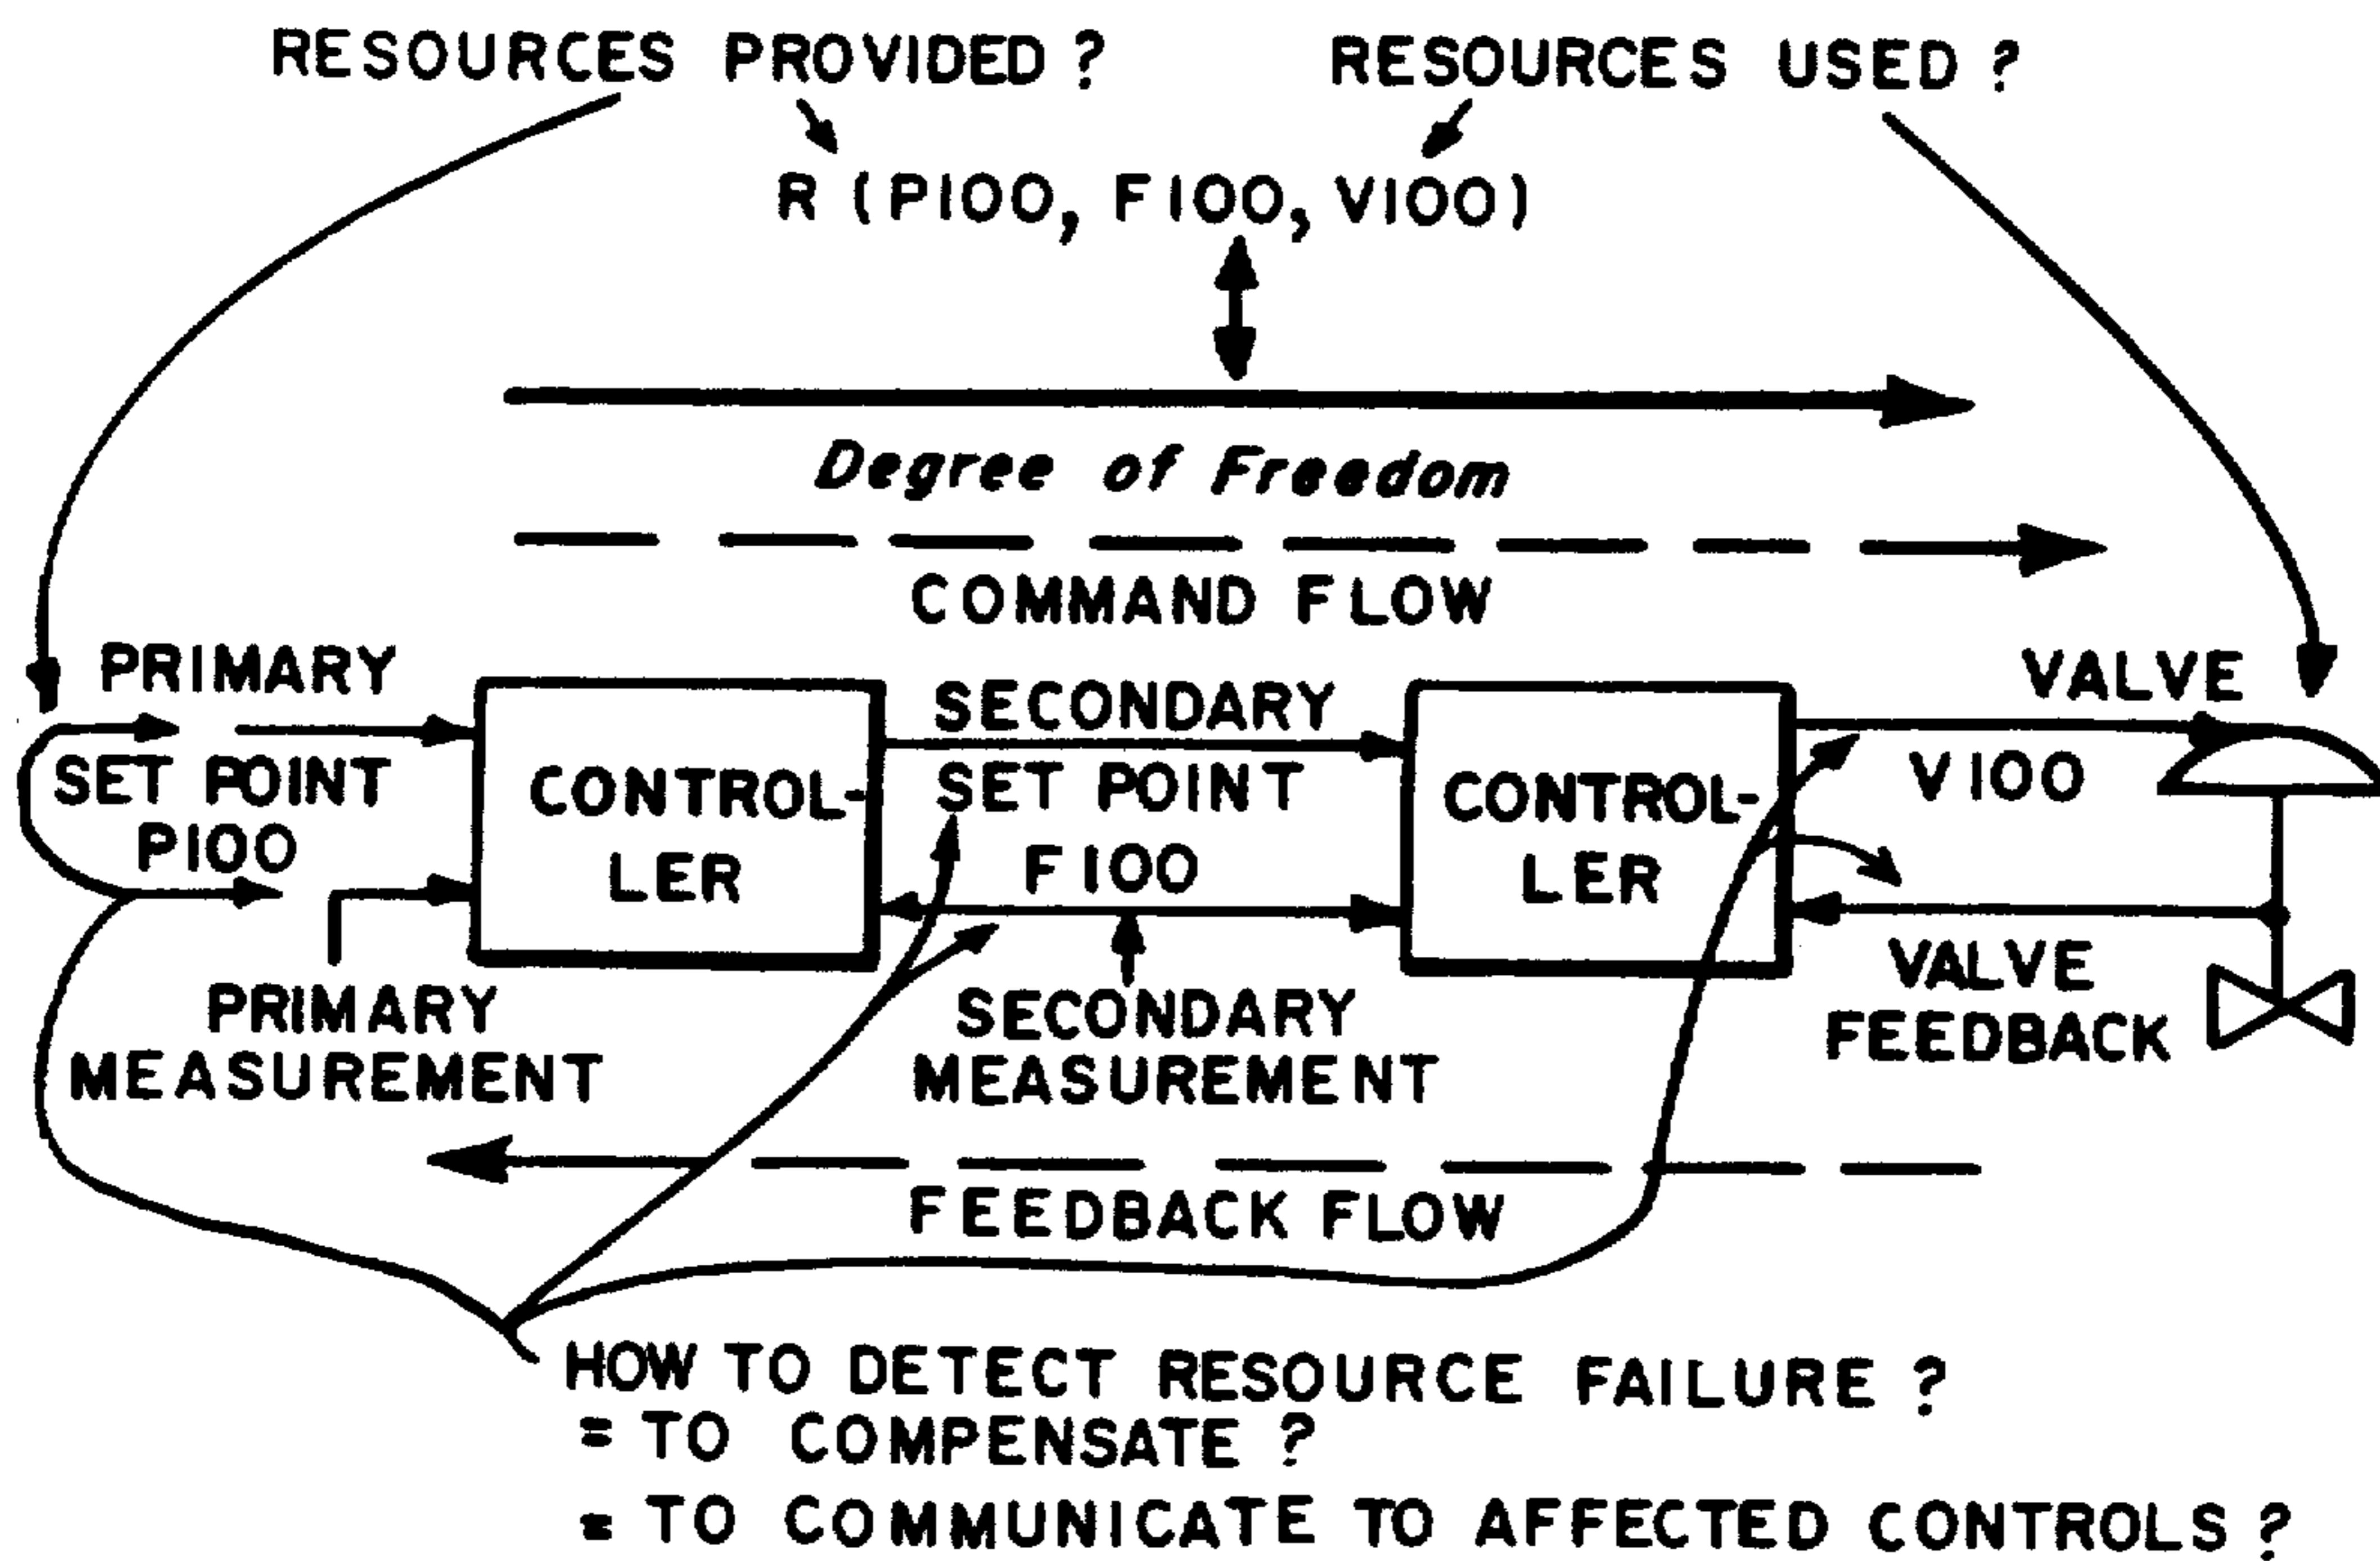 RESOURCES PROVIDED ?
RESOURCES USED ?
R (P100, F100, V100)
Degree of Freedom
COMMAND FLOW
PRIMARY
SET POINT
P100
CONTROL-
LER
SECONDARY
SET POINT
F100
CONTROL-
LER
VALVE
V100
PRIMARY
MEASUREMENT
SECONDARY
MEASUREMENT
VALVE
FEEDBACK
FEEDBACK FLOW
HOW TO DETECT RESOURCE FAILURE ?
= TO COMPENSATE ?
= TO COMMUNICATE TO AFFECTED CONTROLS ?